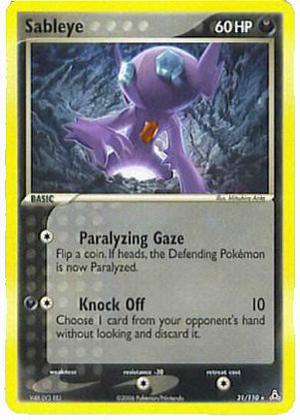 Sableye 60 HP
BASIC Illus. Mitsuhiro Arita
Paralyzing Gaze
Flip a coin. If heads, the Defending Pokémon
is now Paralyzed.
Knock Off 10
Choose 1 card from your opponent's hand
without looking and discard it.
weakness resistance -30 retreat cost
©2006 Pokémon/Nintendo 31/110